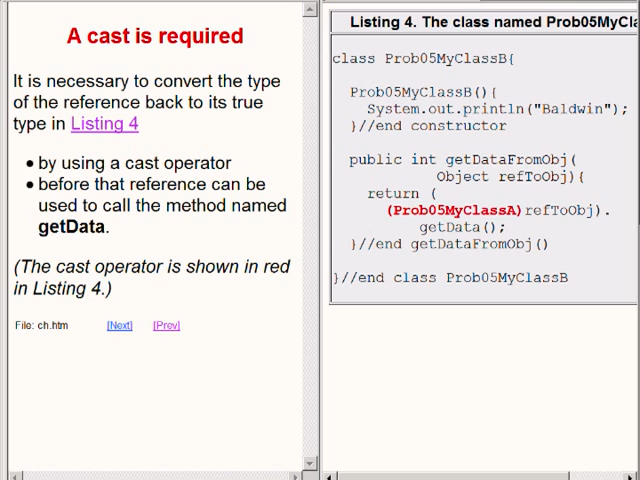 A cast is required
It is necessary to convert the type
of the reference back to its true
type in Listing 4
• by using a cast operator
• before that reference can be
used to call the method named
getData.
(The cast operator is shown in red
in Listing 4.)
File: ch.htm [Next] [Prev]
Listing 4. The class named Prob05MyCla
class Prob05MyClassB{
Prob05MyClassB(){
System.out.println("Baldwin");
}//end constructor
public int getDataFromObj(
Object refToObj){
return (
(Prob05MyClassA)refToObj).
getData();
}//end getDataFromObj()
}//end class Prob05MyClassB